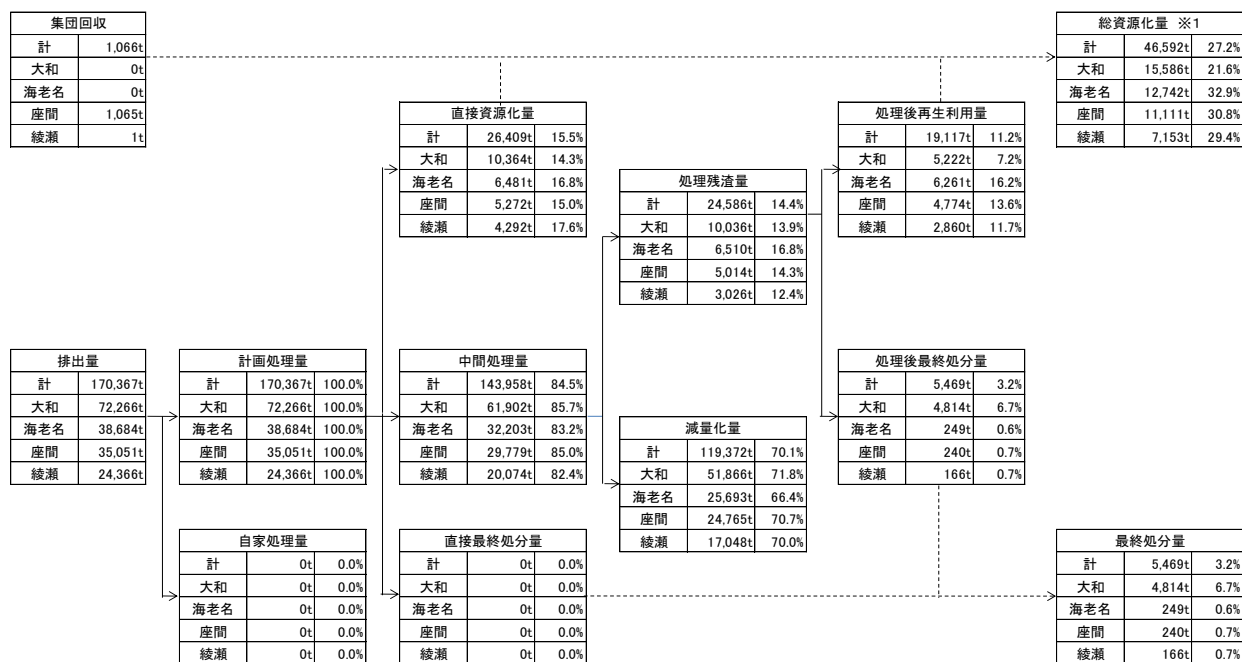 集団回収
計 1,066t
大和 0t
海老名 0t
座間 1,065t
綾瀬 1t
総資源化量 ※1
計 46,592t 27.2%
大和 15,586t 21.6%
海老名 12,742t 32.9%
座間 11,111t 30.8%
綾瀬 7,153t 29.4%
直接資源化量
計 26,409t 15.5%
大和 10,364t 14.3%
海老名 6,481t 16.8%
座間 5,272t 15.0%
綾瀬 4,292t 17.6%
処理後再生利用量
計 19,117t 11.2%
大和 5,222t 7.2%
海老名 6,261t 16.2%
座間 4,774t 13.6%
綾瀬 2,860t 11.7%
処理残渣量
計 24,586t 14.4%
大和 10,036t 13.9%
海老名 6,510t 16.8%
座間 5,014t 14.3%
綾瀬 3,026t 12.4%
排出量
計 170,367t
大和 72,266t
海老名 38,684t
座間 35,051t
綾瀬 24,366t
計画処理量
計 170,367t 100.0%
大和 72,266t 100.0%
海老名 38,684t 100.0%
座間 35,051t 100.0%
綾瀬 24,366t 100.0%
中間処理量
計 143,958t 84.5%
大和 61,902t 85.7%
海老名 32,203t 83.2%
座間 29,779t 85.0%
綾瀬 20,074t 82.4%
処理後最終処分量
計 5,469t 3.2%
大和 4,814t 6.7%
海老名 249t 0.6%
座間 240t 0.7%
綾瀬 166t 0.7%
減量化量
計 119,372t 70.1%
大和 51,866t 71.8%
海老名 25,693t 66.4%
座間 24,765t 70.7%
綾瀬 17,048t 70.0%
自家処理量
計 0t 0.0%
大和 0t 0.0%
海老名 0t 0.0%
座間 0t 0.0%
綾瀬 0t 0.0%
直接最終処分量
計 0t 0.0%
大和 0t 0.0%
海老名 0t 0.0%
座間 0t 0.0%
綾瀬 0t 0.0%
最終処分量
計 5,469t 3.2%
大和 4,814t 6.7%
海老名 249t 0.6%
座間 240t 0.7%
綾瀬 166t 0.7%